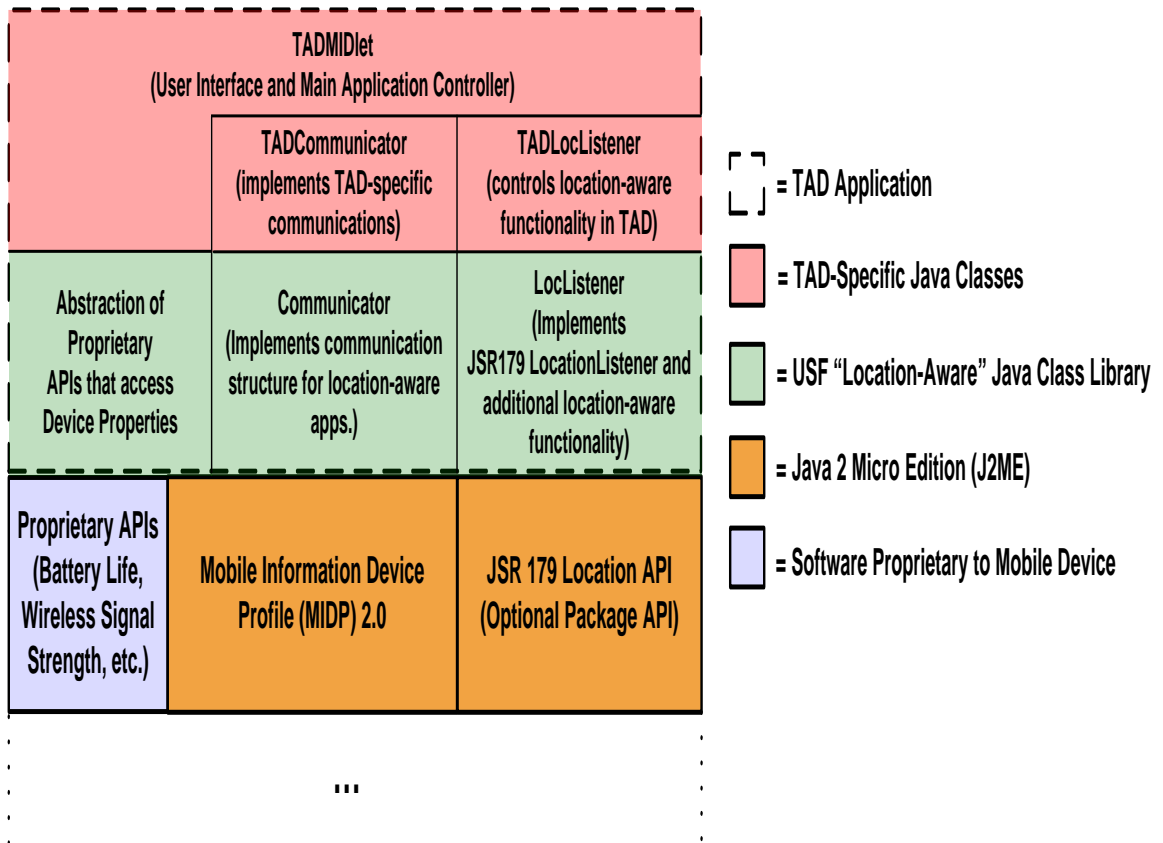 TADMIDlet
(User Interface and Main Application Controller)
TADCommunicator
(implements TAD-specific
communications)
TADLocListener
(controls location-aware
functionality in TAD)
Abstraction of
Proprietary
APIs that access
Device Properties
Communicator
(Implements communication
structure for location-aware
apps.)
LocListener
(Implements
JSR179 LocationListener and
additional location-aware
functionality)
Proprietary APIs
(Battery Life,
Wireless Signal
Strength, etc.)
Mobile Information Device
Profile (MIDP) 2.0
JSR 179 Location API
(Optional Package API)
...
= TAD Application
= TAD-Specific Java Classes
= USF “Location-Aware” Java Class Library
= Java 2 Micro Edition (J2ME)
= Software Proprietary to Mobile Device